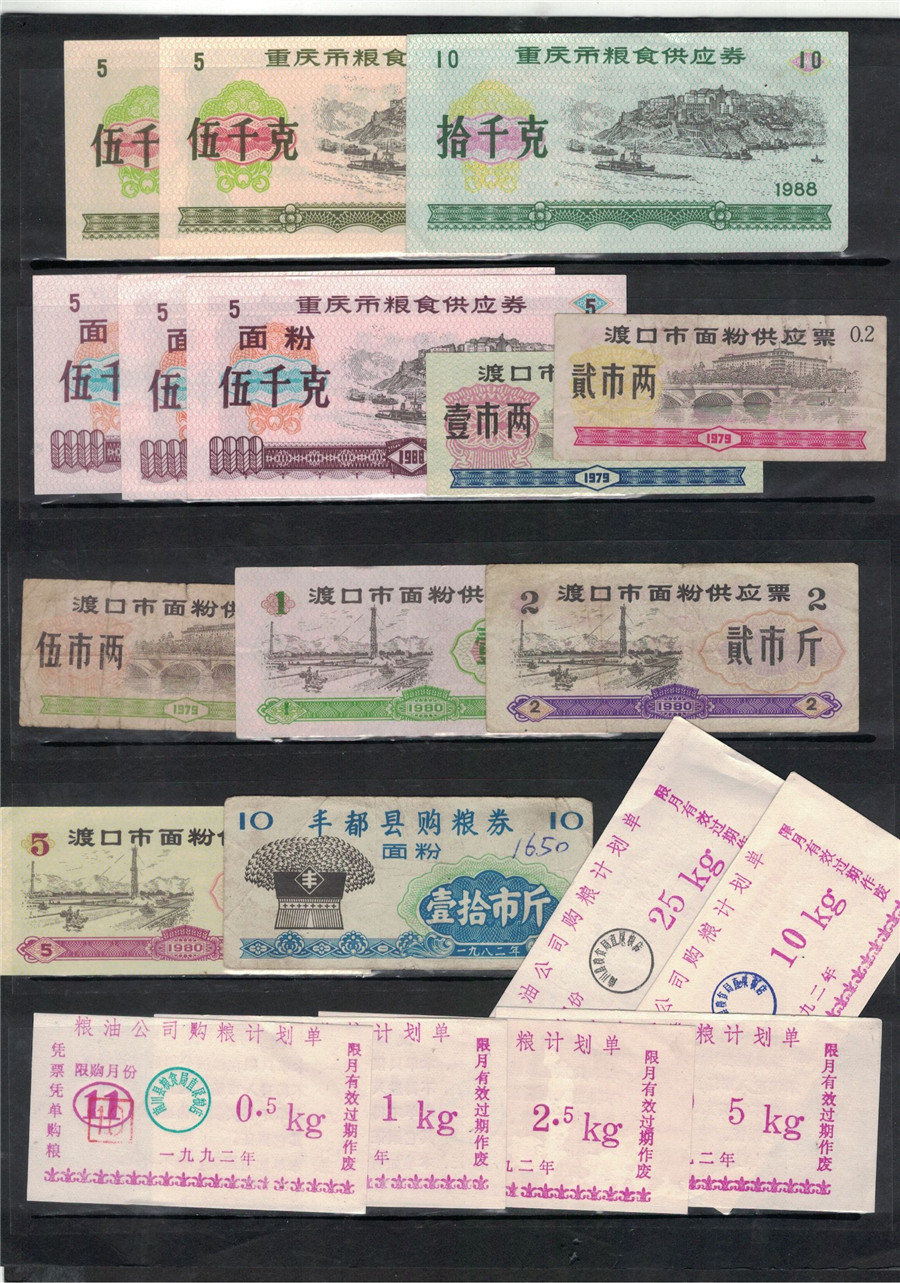 5
伍千
5
重庆市粮食
伍千克
10
重庆市粮食供应券
10
拾千克
1988
5
面
伍
5
面
伍
5
重庆市粮食供应券
5
面粉
伍千克
1988
渡口市
壹市两
1979
渡口市面粉供应票
0.2
贰市两
1979
渡口市面粉供
伍市两
1979
1
渡口市面粉供
1
1980
2
渡口市面粉供应票
2
贰市斤
2
1980
2
5
渡口市面粉供
5
1980
10
丰都县购粮券
10
面粉
1650
丰
壹拾市斤
一九八二年
油公司购粮计划单
限月有效过期作废
25 kg
份
公司购粮计划单
限月有效过期作废
10 kg
九二年
粮油公司购粮计划单
凭票凭单购粮
限购月份
11
0.5 kg
限月有效过期作废
一九九二年
粮计划单
1 kg
年
粮计划单
2.5 kg
限月有效过期作废
二年
粮计划单
5 kg
限月有效过期作废
二年